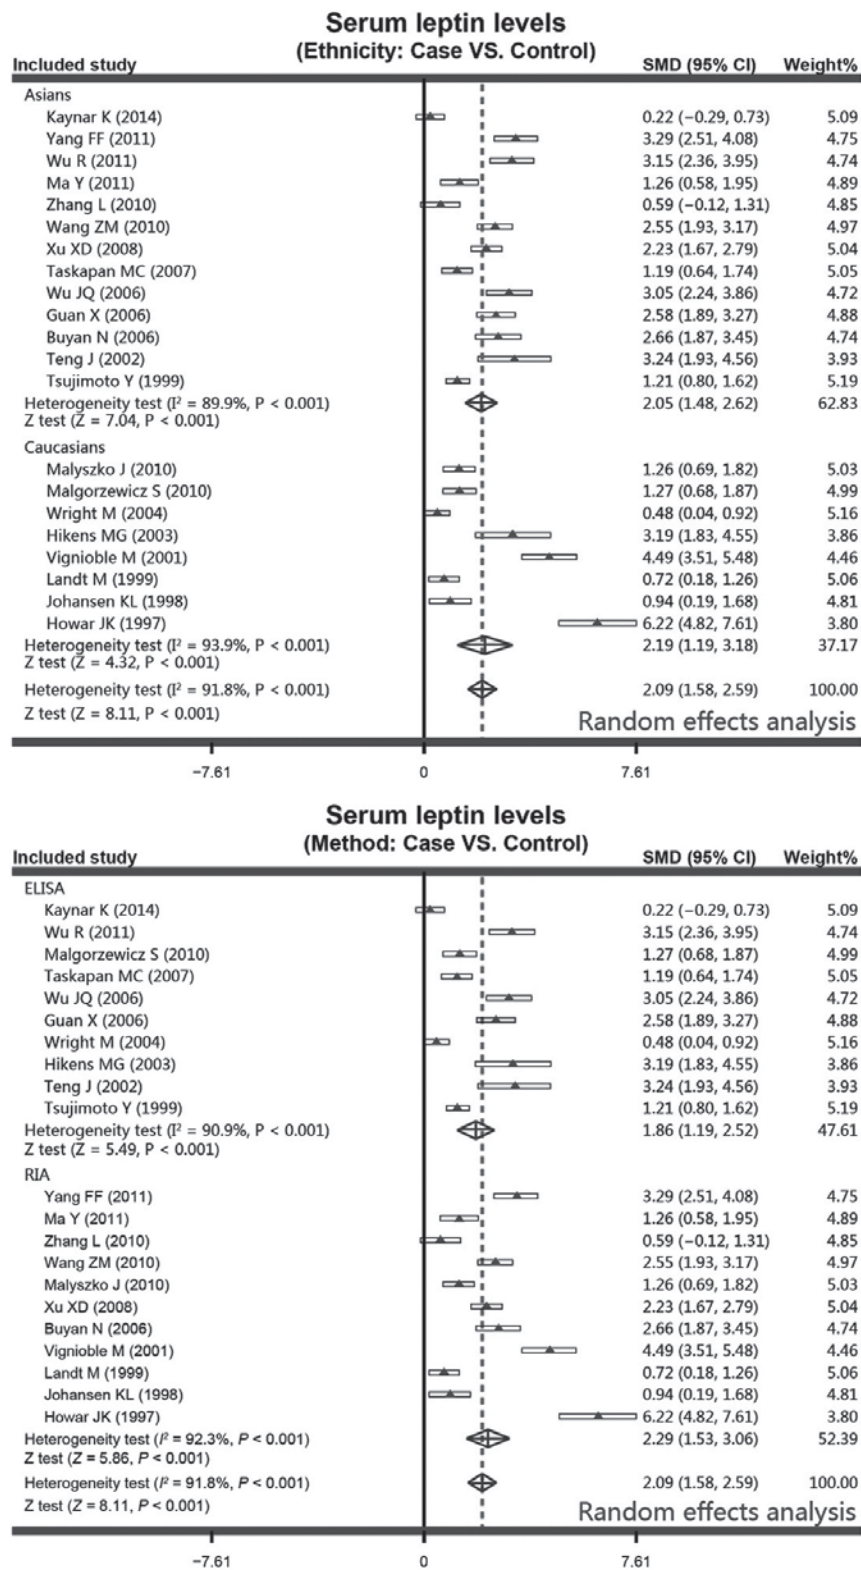 Serum leptin levels
(Ethnicity: Case VS. Control)
Included study SMD (95% CI) Weight%
Asians
Kaynar K (2014) 0.22 (−0.29, 0.73) 5.09
Yang FF (2011) 3.29 (2.51, 4.08) 4.75
Wu R (2011) 3.15 (2.36, 3.95) 4.74
Ma Y (2011) 1.26 (0.58, 1.95) 4.89
Zhang L (2010) 0.59 (−0.12, 1.31) 4.85
Wang ZM (2010) 2.55 (1.93, 3.17) 4.97
Xu XD (2008) 2.23 (1.67, 2.79) 5.04
Taskapan MC (2007) 1.19 (0.64, 1.74) 5.05
Wu JQ (2006) 3.05 (2.24, 3.86) 4.72
Guan X (2006) 2.58 (1.89, 3.27) 4.88
Buyan N (2006) 2.66 (1.87, 3.45) 4.74
Teng J (2002) 3.24 (1.93, 4.56) 3.93
Tsujimoto Y (1999) 1.21 (0.80, 1.62) 5.19
Heterogeneity test (I² = 89.9%, P < 0.001) 2.05 (1.48, 2.62) 62.83
Z test (Z = 7.04, P < 0.001)
Caucasians
Malyszko J (2010) 1.26 (0.69, 1.82) 5.03
Malgorzewicz S (2010) 1.27 (0.68, 1.87) 4.99
Wright M (2004) 0.48 (0.04, 0.92) 5.16
Hikens MG (2003) 3.19 (1.83, 4.55) 3.86
Vignioble M (2001) 4.49 (3.51, 5.48) 4.46
Landt M (1999) 0.72 (0.18, 1.26) 5.06
Johansen KL (1998) 0.94 (0.19, 1.68) 4.81
Howar JK (1997) 6.22 (4.82, 7.61) 3.80
Heterogeneity test (I² = 93.9%, P < 0.001) 2.19 (1.19, 3.18) 37.17
Z test (Z = 4.32, P < 0.001)
Heterogeneity test (I² = 91.8%, P < 0.001) 2.09 (1.58, 2.59) 100.00
Z test (Z = 8.11, P < 0.001)
Random effects analysis
−7.61 0 7.61
Serum leptin levels
(Method: Case VS. Control)
Included study SMD (95% CI) Weight%
ELISA
Kaynar K (2014) 0.22 (−0.29, 0.73) 5.09
Wu R (2011) 3.15 (2.36, 3.95) 4.74
Malgorzewicz S (2010) 1.27 (0.68, 1.87) 4.99
Taskapan MC (2007) 1.19 (0.64, 1.74) 5.05
Wu JQ (2006) 3.05 (2.24, 3.86) 4.72
Guan X (2006) 2.58 (1.89, 3.27) 4.88
Wright M (2004) 0.48 (0.04, 0.92) 5.16
Hikens MG (2003) 3.19 (1.83, 4.55) 3.86
Teng J (2002) 3.24 (1.93, 4.56) 3.93
Tsujimoto Y (1999) 1.21 (0.80, 1.62) 5.19
Heterogeneity test (I² = 90.9%, P < 0.001) 1.86 (1.19, 2.52) 47.61
Z test (Z = 5.49, P < 0.001)
RIA
Yang FF (2011) 3.29 (2.51, 4.08) 4.75
Ma Y (2011) 1.26 (0.58, 1.95) 4.89
Zhang L (2010) 0.59 (−0.12, 1.31) 4.85
Wang ZM (2010) 2.55 (1.93, 3.17) 4.97
Malyszko J (2010) 1.26 (0.69, 1.82) 5.03
Xu XD (2008) 2.23 (1.67, 2.79) 5.04
Buyan N (2006) 2.66 (1.87, 3.45) 4.74
Vignioble M (2001) 4.49 (3.51, 5.48) 4.46
Landt M (1999) 0.72 (0.18, 1.26) 5.06
Johansen KL (1998) 0.94 (0.19, 1.68) 4.81
Howar JK (1997) 6.22 (4.82, 7.61) 3.80
Heterogeneity test (I² = 92.3%, P < 0.001) 2.29 (1.53, 3.06) 52.39
Z test (Z = 5.86, P < 0.001)
Heterogeneity test (I² = 91.8%, P < 0.001) 2.09 (1.58, 2.59) 100.00
Z test (Z = 8.11, P < 0.001)
Random effects analysis
−7.61 0 7.61